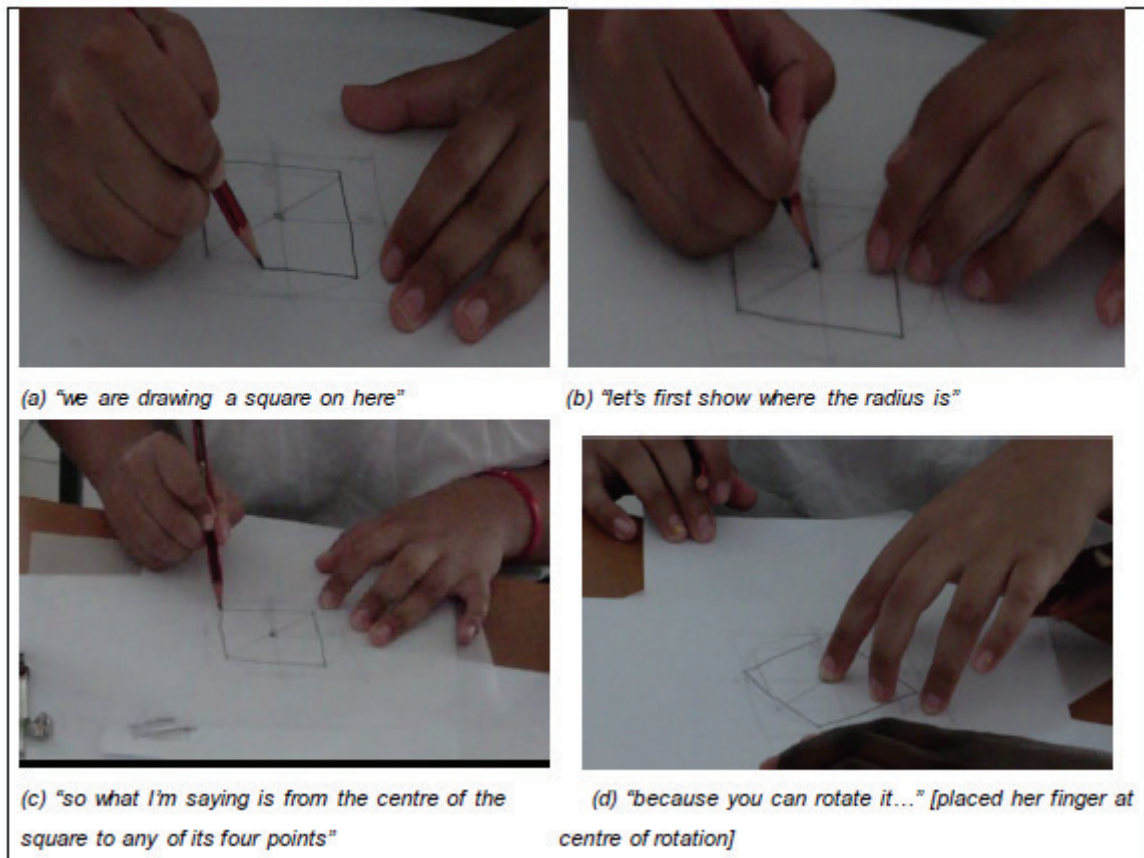 (a) "we are drawing a square on here"
(b) "let's first show where the radius is"
(c) "so what I'm saying is from the centre of the
square to any of its four points"
(d) "because you can rotate it…" [placed her finger at
centre of rotation]